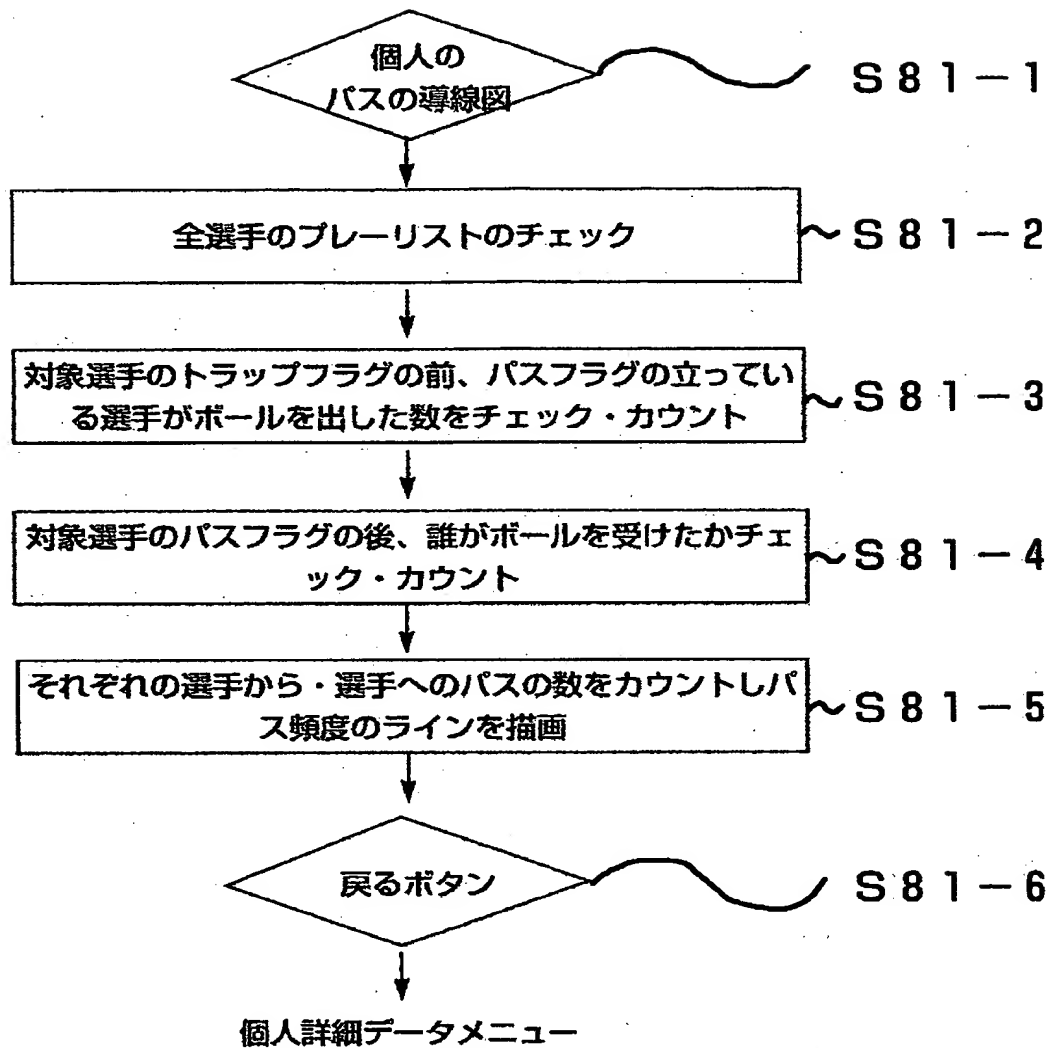 個人の
パスの導線図
S81-1
全選手のプレーリストのチェック
S81-2
対象選手のトラップフラグの前、パスフラグの立ってい
る選手がボールを出した数をチェック・カウント
S81-3
対象選手のパスフラグの後、誰がボールを受けたかチェ
ック・カウント
S81-4
それぞれの選手から・選手へのパスの数をカウントしパ
ス頻度のラインを描画
S81-5
戻るボタン
S81-6
個人詳細データメニュー